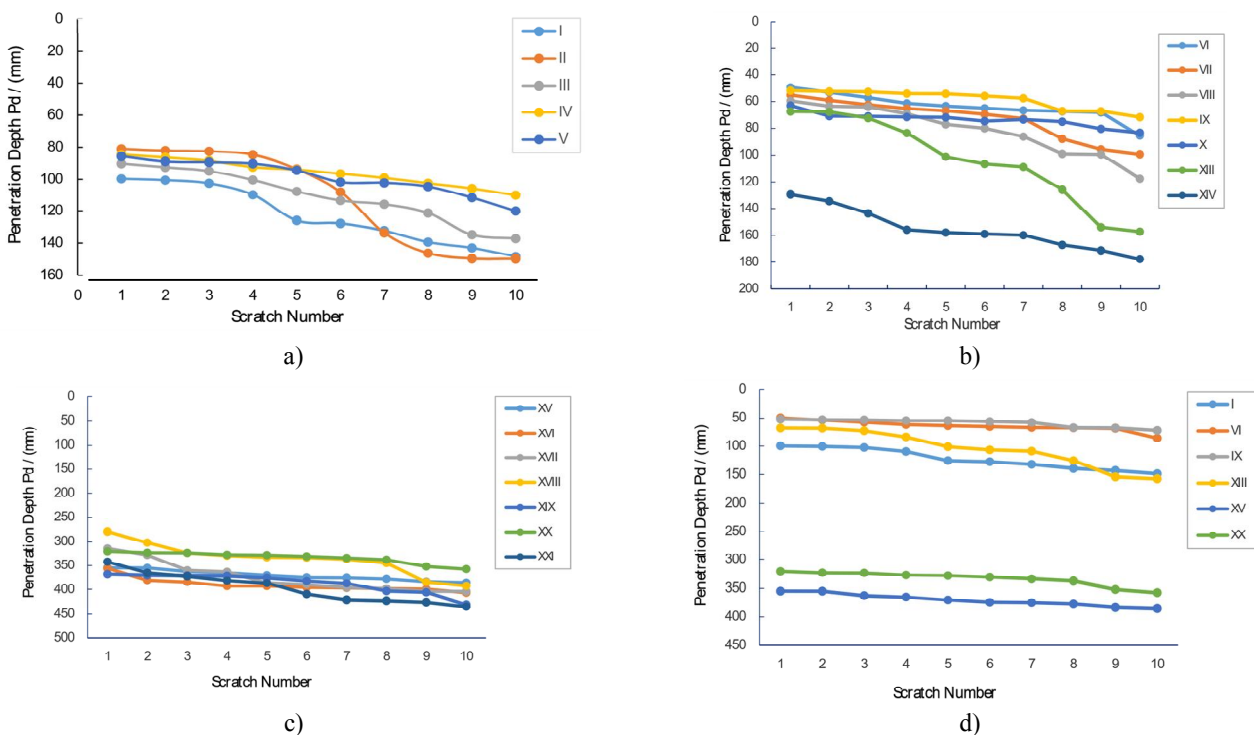 0
20
40
60
80
100
120
140
160
Penetration Depth Pd / (mm)
0 1 2 3 4 5 6 7 8 9 10
Scratch Number
I
II
III
IV
V
a)
0
20
40
60
80
100
120
140
160
180
200
Penetration Depth Pd / (mm)
1 2 3 4 5 6 7 8 9 10
Scratch Number
VI
VII
VIII
IX
X
XIII
XIV
b)
0
50
100
150
200
250
300
350
400
450
500
Penetration Depth Pd / (mm)
1 2 3 4 5 6 7 8 9 10
Scratch Number
XV
XVI
XVII
XVIII
XIX
XX
XXI
c)
0
50
100
150
200
250
300
350
400
450
Penetration Depth Pd / (mm)
1 2 3 4 5 6 7 8 9 10
Scratch Number
I
VI
IX
XIII
XV
XX
d)